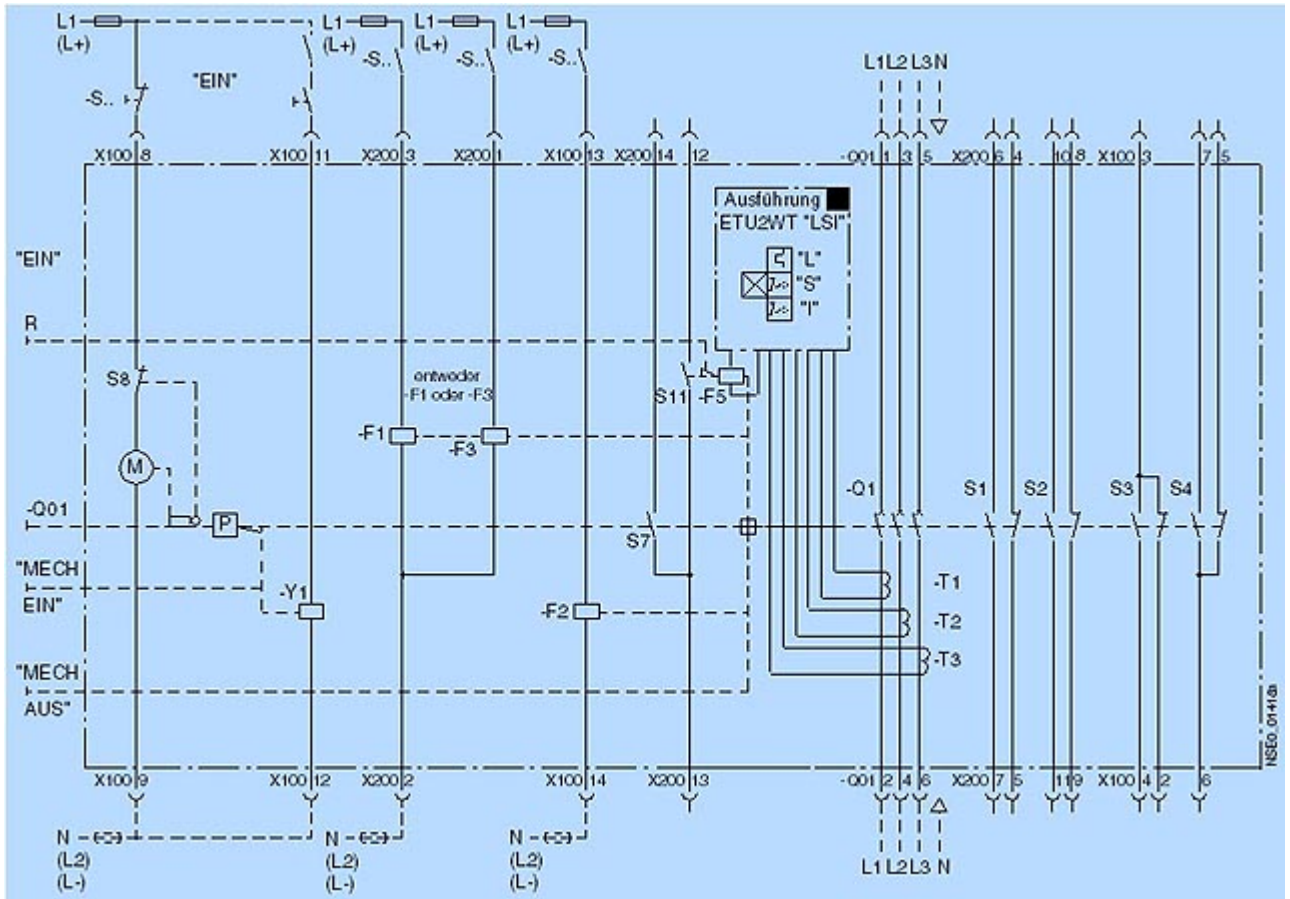 L1 L1 L1 L1
(L+) (L+) (L+) (L+)
-S.. -S.. -S..
"EIN"
-S..
L1 L2 L3 N
X100 8 X100 11 X200 3 X200 1 X100 13 X200 14 12 -Q01 1 3 5 X200 6 4 10 8 X100 3 7 5
Ausführung
ETU2WT "LSI"
"L"
"S"
"I"
"EIN"
R
S8
entweder
-F1 oder -F3
S11 -F5
-F1
-F3
M
-Q1 S1 S2 S3 S4
-Q01
P
S7
"MECH
EIN"
-Y1
-F2
-T1
-T2
-T3
"MECH
AUS"
NSE0_01418a
X100 9 X100 12 X200 2 X100 14 X200 13 -Q01 2 4 6 X200 7 5 11 9 X100 4 2 6
N N N
(L2) (L2) (L2)
(L-) (L-) (L-)
L1 L2 L3 N